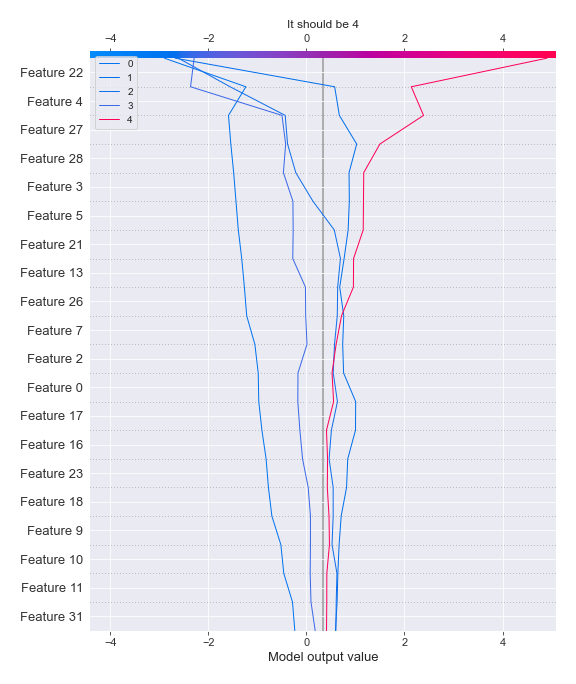 It should be 4
−4 −2 0 2 4
0
1
2
3
4
Feature 22
Feature 4
Feature 27
Feature 28
Feature 3
Feature 5
Feature 21
Feature 13
Feature 26
Feature 7
Feature 2
Feature 0
Feature 17
Feature 16
Feature 23
Feature 18
Feature 9
Feature 10
Feature 11
Feature 31
−4 −2 0 2 4
Model output value